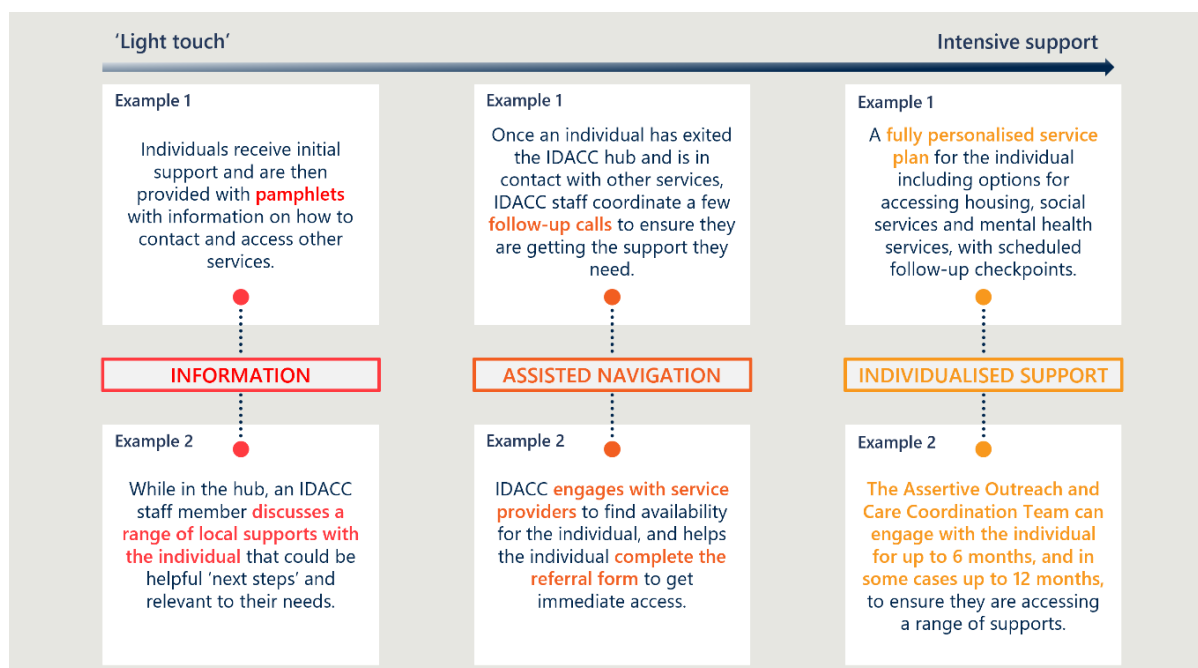 ‘Light touch’
Intensive support
Example 1
Individuals receive initial
support and are then
provided with pamphlets
with information on how to
contact and access other
services.
Example 1
Once an individual has exited
the IDACC hub and is in
contact with other services,
IDACC staff coordinate a few
follow-up calls to ensure they
are getting the support they
need.
Example 1
A fully personalised service
plan for the individual
including options for
accessing housing, social
services and mental health
services, with scheduled
follow-up checkpoints.
INFORMATION
ASSISTED NAVIGATION
INDIVIDUALISED SUPPORT
Example 2
While in the hub, an IDACC
staff member discusses a
range of local supports with
the individual that could be
helpful ‘next steps’ and
relevant to their needs.
Example 2
IDACC engages with service
providers to find availability
for the individual, and helps
the individual complete the
referral form to get
immediate access.
Example 2
The Assertive Outreach and
Care Coordination Team can
engage with the individual
for up to 6 months, and in
some cases up to 12 months,
to ensure they are accessing
a range of supports.